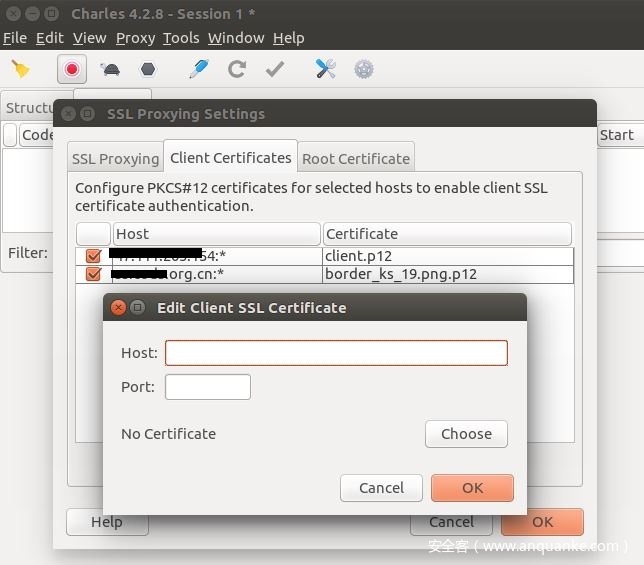 Charles 4.2.8 - Session 1 *
File Edit View Proxy Tools Window Help
Structu
Code
Start
Filter:
SSL Proxying Settings
SSL Proxying Client Certificates Root Certificate
Configure PKCS#12 certificates for selected hosts to enable client SSL
certificate authentication.
Host Certificate
54:* client.p12
org.cn:* border_ks_19.png.p12
Edit Client SSL Certificate
Host:
Port:
No Certificate Choose
Cancel OK
Help Cancel OK
安全客 ( www.anquanke.com )